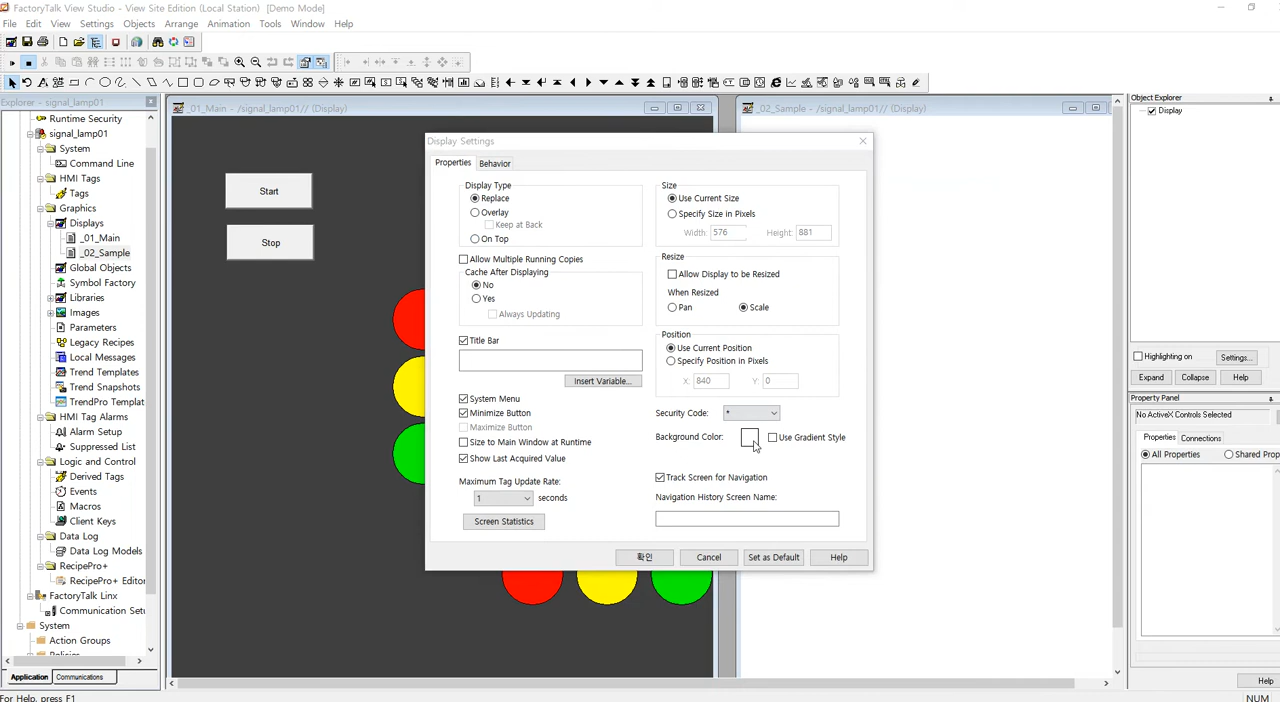 FactoryTalk View Studio - View Site Edition (Local Station)    [Demo Mode]
File Edit View Settings Objects Arrange Animation Tools Window Help
Explorer - signal_lamp01
Runtime Security
signal_lamp01
System
Command Line
HMI Tags
Tags
Graphics
Displays
_01_Main
_02_Sample
Global Objects
Symbol Factory
Libraries
Images
Parameters
Legacy Recipes
Local Messages
Trend Templates
Trend Snapshots
TrendPro Templat
HMI Tag Alarms
Alarm Setup
Suppressed List
Logic and Control
Derived Tags
Events
Macros
Client Keys
Data Log
Data Log Models
RecipePro+
RecipePro+ Editor
FactoryTalk Linx
Communication Setu
System
Action Groups
Application Communications
For Help, press F1
_01_Main - /signal_lamp01// (Display)
Start
Stop
_02_Sample - /signal_lamp01// (Display)
Display Settings
Properties Behavior
Display Type
Replace
Overlay
Keep at Back
On Top
Allow Multiple Running Copies
Cache After Displaying
No
Yes
Always Updating
Title Bar
Insert Variable...
System Menu
Minimize Button
Maximize Button
Size to Main Window at Runtime
Show Last Acquired Value
Maximum Tag Update Rate:
1 seconds
Screen Statistics
Size
Use Current Size
Specify Size in Pixels
Width: 576 Height: 881
Resize
Allow Display to be Resized
When Resized
Pan Scale
Position
Use Current Position
Specify Position in Pixels
X: 840 Y: 0
Security Code: *
Background Color: Use Gradient Style
Track Screen for Navigation
Navigation History Screen Name:
확인 Cancel Set as Default Help
Object Explorer
Display
Highlighting on Settings...
Expand Collapse Help
Property Panel
No ActiveX Controls Selected
Properties Connections
All Properties Shared Prop
Help
NUM